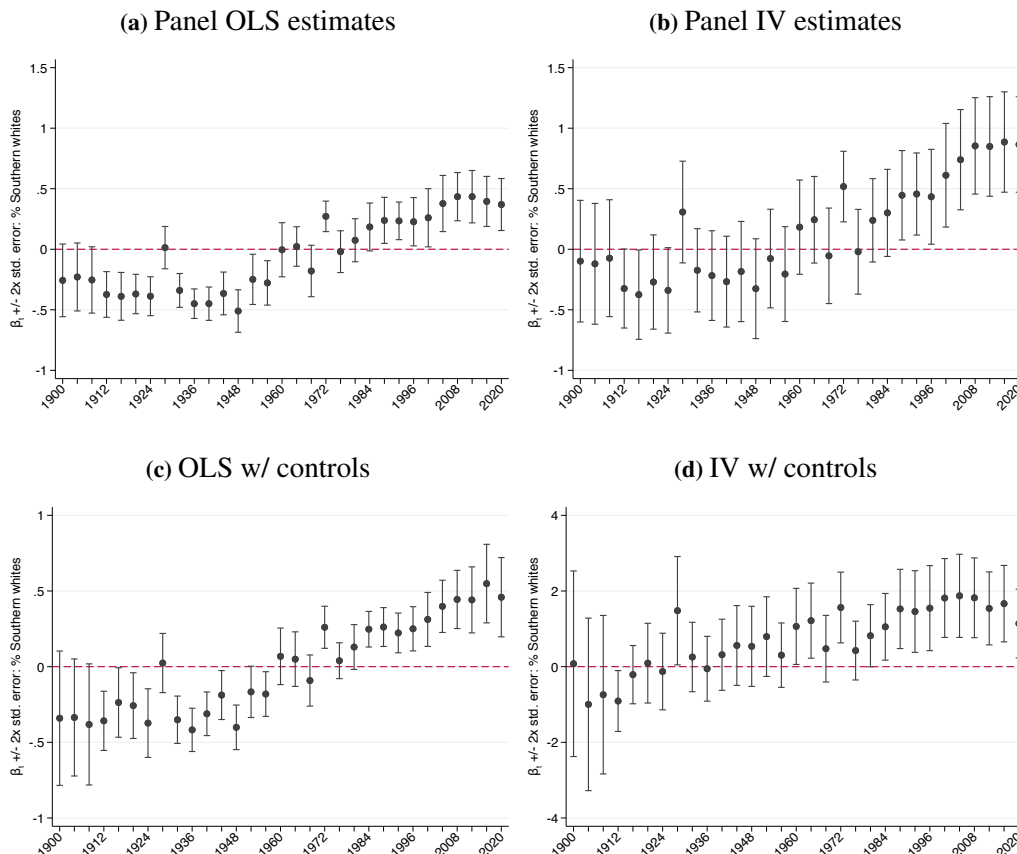 (a) Panel OLS estimates
β_t +/- 2x std. error: % Southern whites
1.5
1
.5
0
-.5
-1
1900 1912 1924 1936 1948 1960 1972 1984 1996 2008 2020
(b) Panel IV estimates
β_t +/- 2x std. error: % Southern whites
1.5
1
.5
0
-.5
-1
1900 1912 1924 1936 1948 1960 1972 1984 1996 2008 2020
(c) OLS w/ controls
β_t +/- 2x std. error: % Southern whites
1
.5
0
-.5
-1
1900 1912 1924 1936 1948 1960 1972 1984 1996 2008 2020
(d) IV w/ controls
β_t +/- 2x std. error: % Southern whites
4
2
0
-2
-4
1900 1912 1924 1936 1948 1960 1972 1984 1996 2008 2020